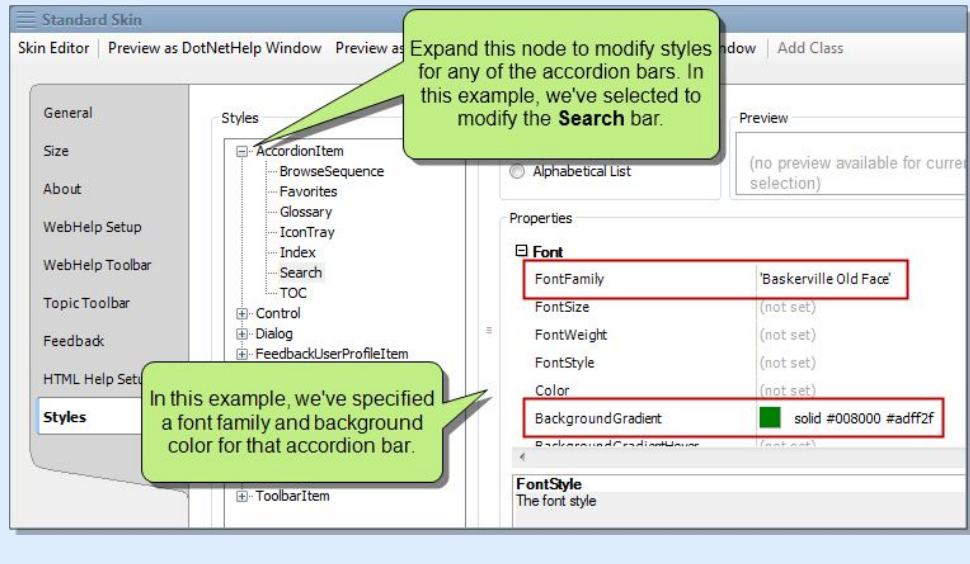 Standard Skin
Skin Editor Preview as DotNetHelp Window Preview as ndow Add Class
Expand this node to modify styles
for any of the accordion bars. In
this example, we've selected to
modify the Search bar.
General
Size
About
WebHelp Setup
WebHelp Toolbar
Topic Toolbar
Feedback
HTML Help Setu
Styles
Styles
AccordionItem
BrowseSequence
Favorites
Glossary
IconTray
Index
Search
TOC
Control
Dialog
FeedbackUserProfileItem
ToolbarItem
In this example, we've specified
a font family and background
color for that accordion bar.
Alphabetical List
Preview
(no preview available for curre
selection)
Properties
Font
FontFamily 'Baskerville Old Face'
FontSize (not set)
FontWeight (not set)
FontStyle (not set)
Color (not set)
BackgroundGradient solid #008000 #adff2f
BackgroundGradientHover (not set)
FontStyle
The font style